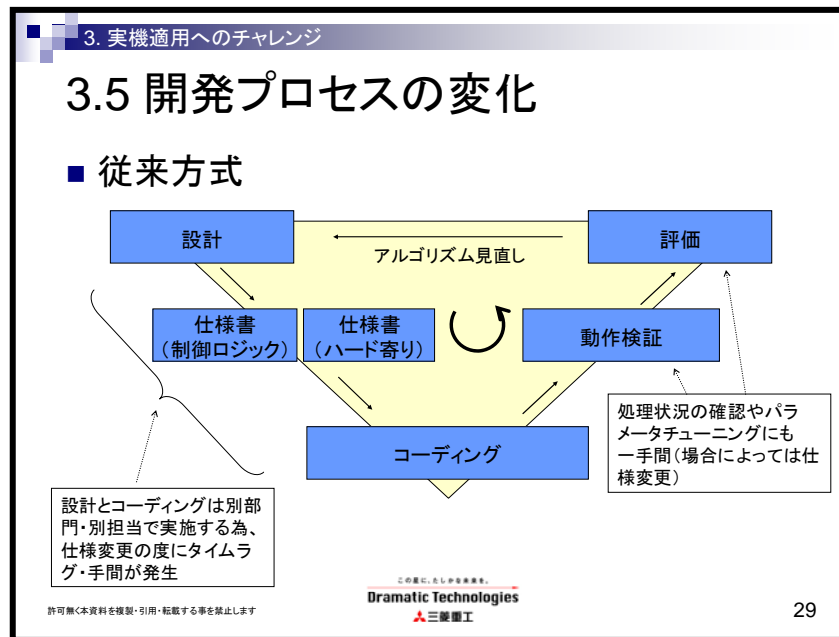 3. 実機適用へのチャレンジ
3.5 開発プロセスの変化
■ 従来方式
設計
アルゴリズム見直し
評価
仕様書
(制御ロジック)
仕様書
(ハード寄り)
動作検証
コーディング
処理状況の確認やパラ
メータチューニングにも
一手間(場合によっては仕
様変更)
設計とコーディングは別部
門・別担当で実施する為、
仕様変更の度にタイムラ
グ・手間が発生
許可無く本資料を複製・引用・転載する事を禁止します
この星に、たしかな未来を。
Dramatic Technologies
三菱重工
29